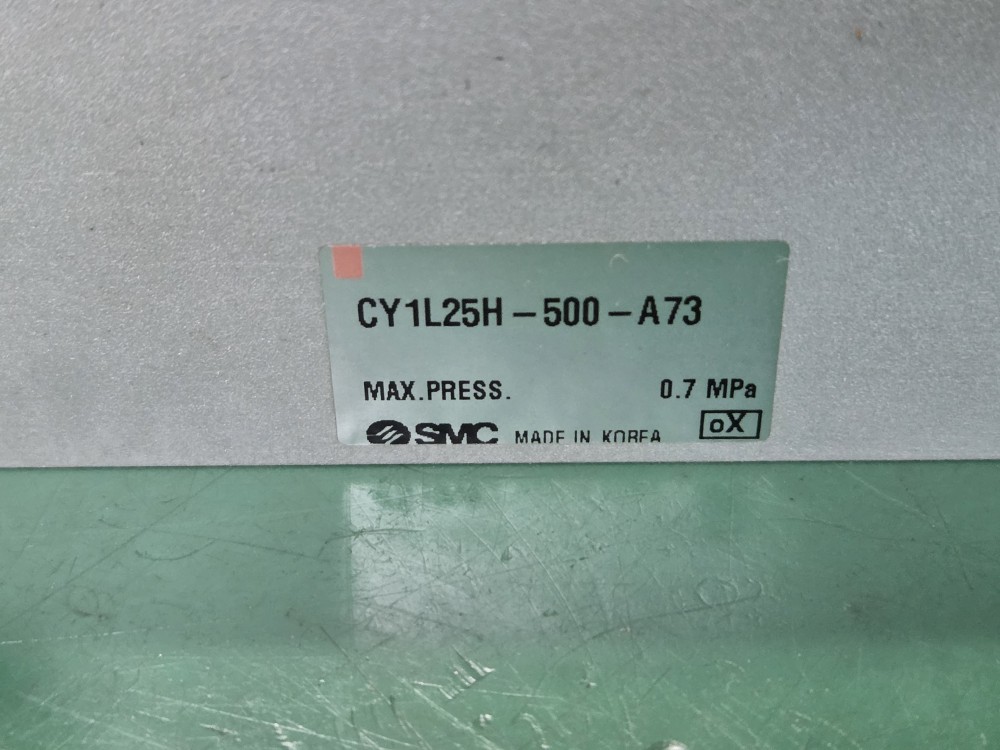 CY1L25H-500-A73
MAX.PRESS. 0.7 MPa
SMC MADE IN KOREA oX